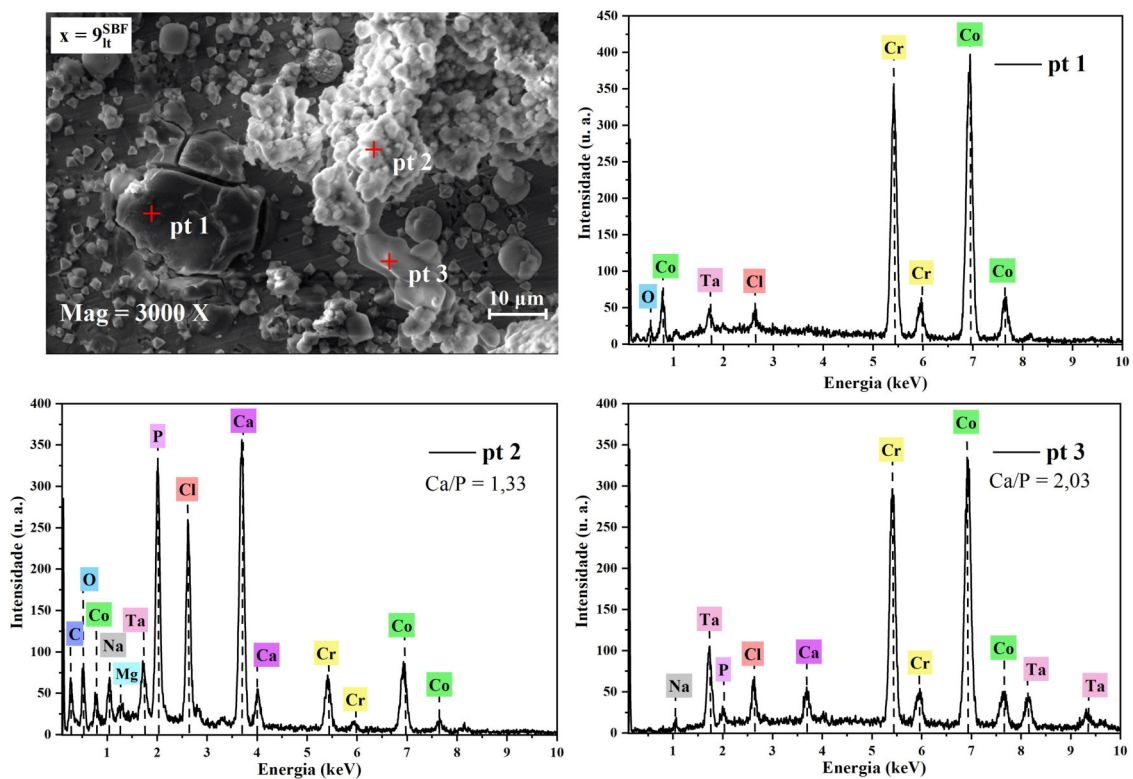 x = 9 SBF lt
pt 1
pt 2
pt 3
Mag = 3000 X
10 µm
Intensidade (u. a.)
450
400
350
300
250
200
150
100
50
0
O
Co
Ta
Cl
Cr
Cr
Co
Co
pt 1
1 2 3 4 5 6 7 8 9 10
Energia (keV)
Intensidade (u. a.)
400
350
300
250
200
150
100
50
0
C
O
Co
Na
Mg
Ta
P
Cl
Ca
Ca
Cr
Cr
Co
Co
pt 2
Ca/P = 1,33
1 2 3 4 5 6 7 8 9 10
Energia (keV)
Intensidade (u. a.)
400
350
300
250
200
150
100
50
0
Na
Ta
P
Cl
Ca
Cr
Cr
Co
Co
Ta
Ta
pt 3
Ca/P = 2,03
1 2 3 4 5 6 7 8 9 10
Energia (keV)